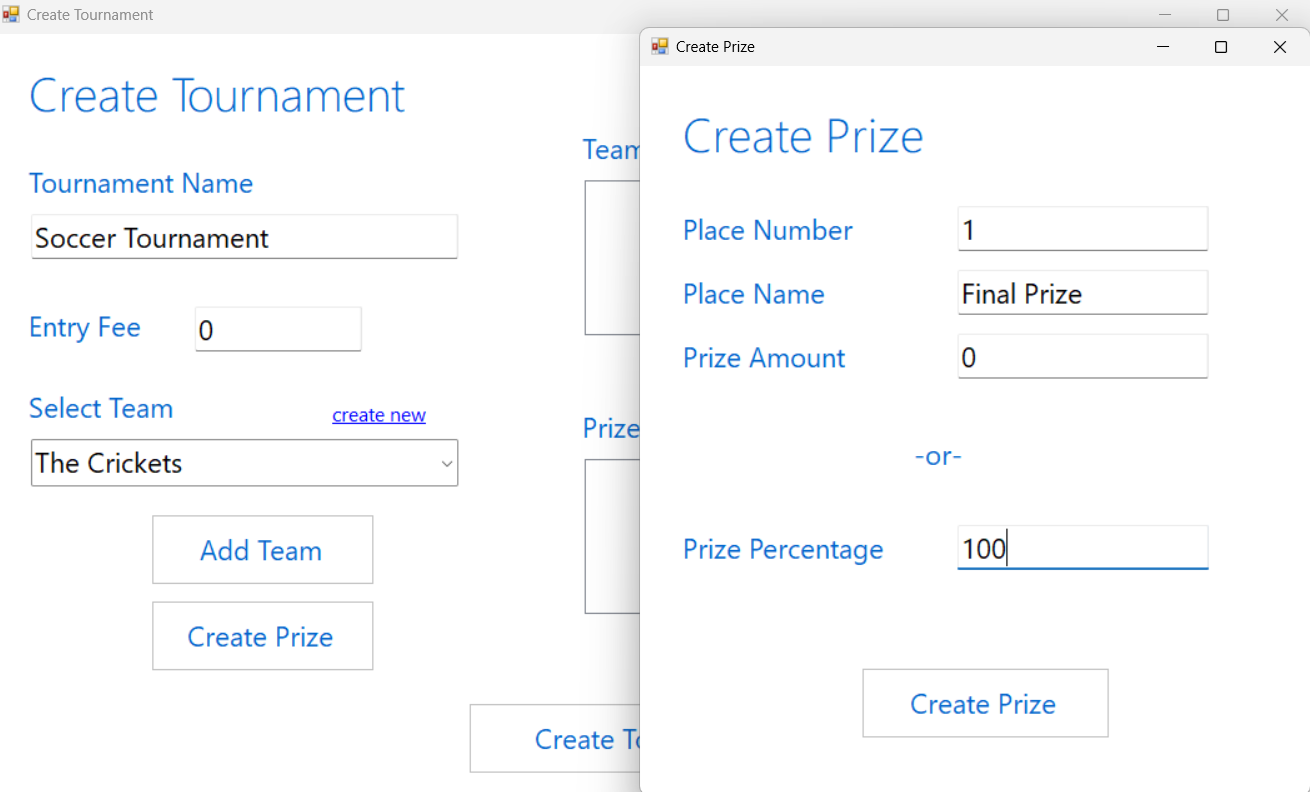 Create Tournament
Create Tournament
Tournament Name
Soccer Tournament
Entry Fee 0
Select Team create new
The Crickets
Add Team
Create Prize
Team
Prize
Create
Create Prize
Create Prize
Place Number 1
Place Name Final Prize
Prize Amount 0
-or-
Prize Percentage 100
Create Prize